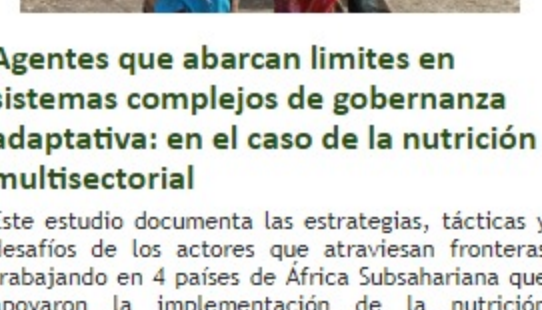 Agentes que abarcan limites en
sistemas complejos de gobernanza
adaptativa: en el caso de la nutrición
multisectorial
Este estudio documenta las estrategias, tácticas y
desafíos de los actores que atraviesan fronteras
trabajando en 4 países de África Subsahariana que
apoyaron la implementación de la nutrición